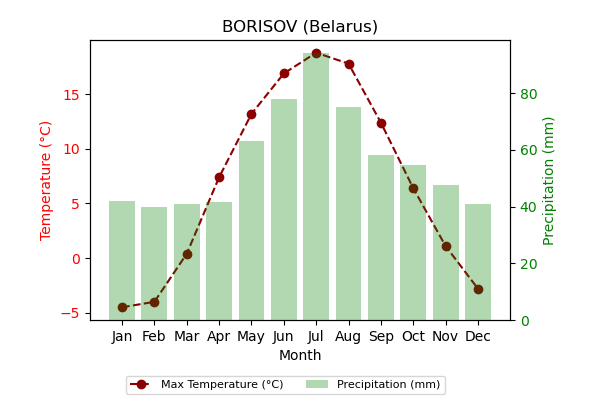 BORISOV (Belarus)
Temperature (°C)
15
10
5
0
−5
80
60
40
20
0
Precipitation (mm)
Jan Feb Mar Apr May Jun Jul Aug Sep Oct Nov Dec
Month
Max Temperature (°C) Precipitation (mm)